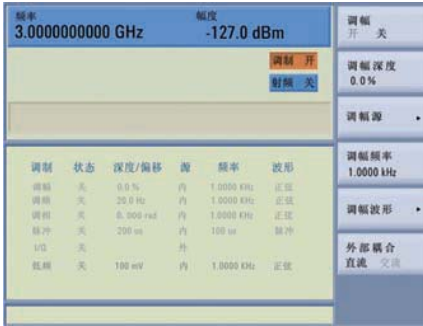 频率 幅度
3.0000000000 GHz -127.0 dBm
调制 开
射频 关
调制 状态 深度/偏移 源 频率 波形
调幅 关 0.0 % 内 1.0000 KHz 正弦
调频 关 20.0 Hz 内 1.0000 KHz 正弦
调相 关 0.000 rad 内 1.0000 KHz 正弦
脉冲 关 200 us 内 100 us 脉冲
I/Q 关 外
低频 关 100 mV 内 1.0000 KHz 正弦
调幅
开 关
调幅深度
0.0 %
调幅源
调幅频率
1.0000 kHz
调幅波形
外部耦合
直流 交流